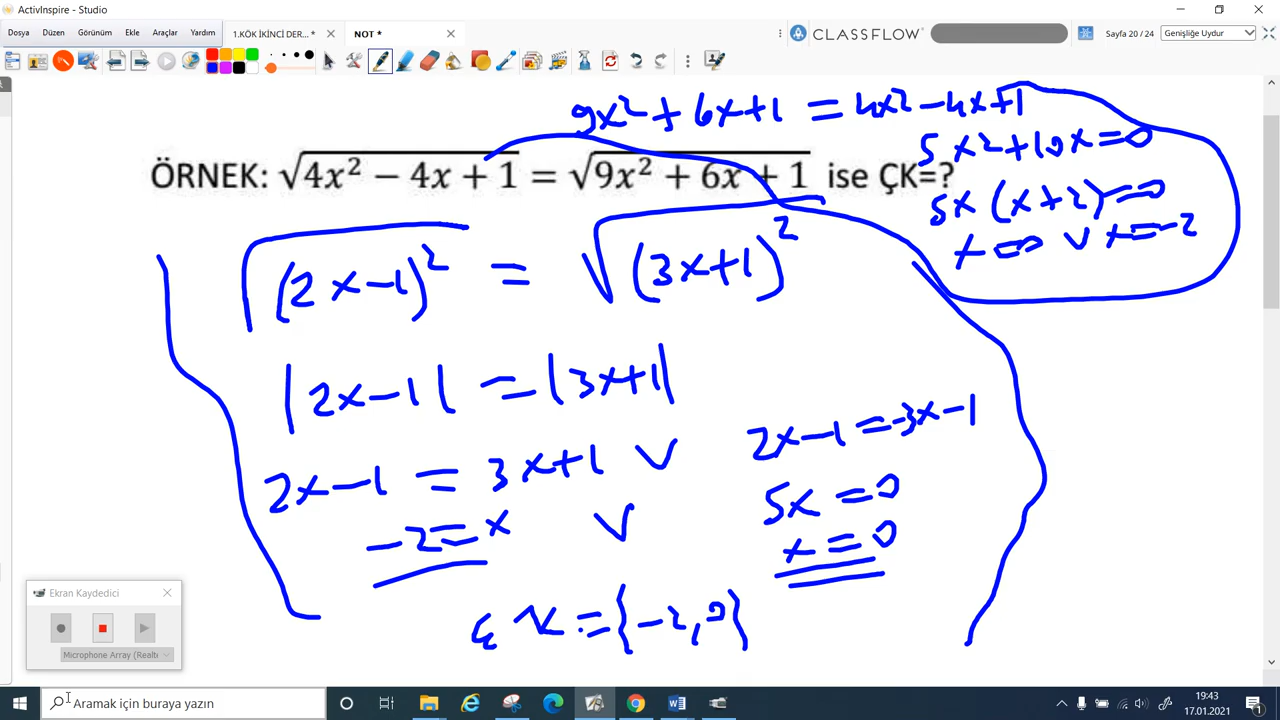 ActivInspire - Studio
Dosya Düzen Görünüm Ekle Araçlar Yardım
1.KÖK İKİNCİ DER... * NOT *
CLASSFLOW
Sayfa 20 / 24 Genişliğe Uydur
9x² + 6x + 1 = 4x² - 4x + 1
5x² + 10x = 0
5x (x + 2) = 0
x = 0 ∨ x = -2
ÖRNEK: √(4x² − 4x + 1) = √(9x² + 6x + 1) ise ÇK=?
√(2x-1)² = √(3x+1)²
|2x-1| = |3x+1|
2x-1 = 3x+1 ∨ 2x-1 = -3x-1
-2 = x ∨ 5x = 0
x = 0
ÇK = {-2, 0}
Ekran Kaydedici
Microphone Array (Realt
Aramak için buraya yazın
19:43
17.01.2021
1